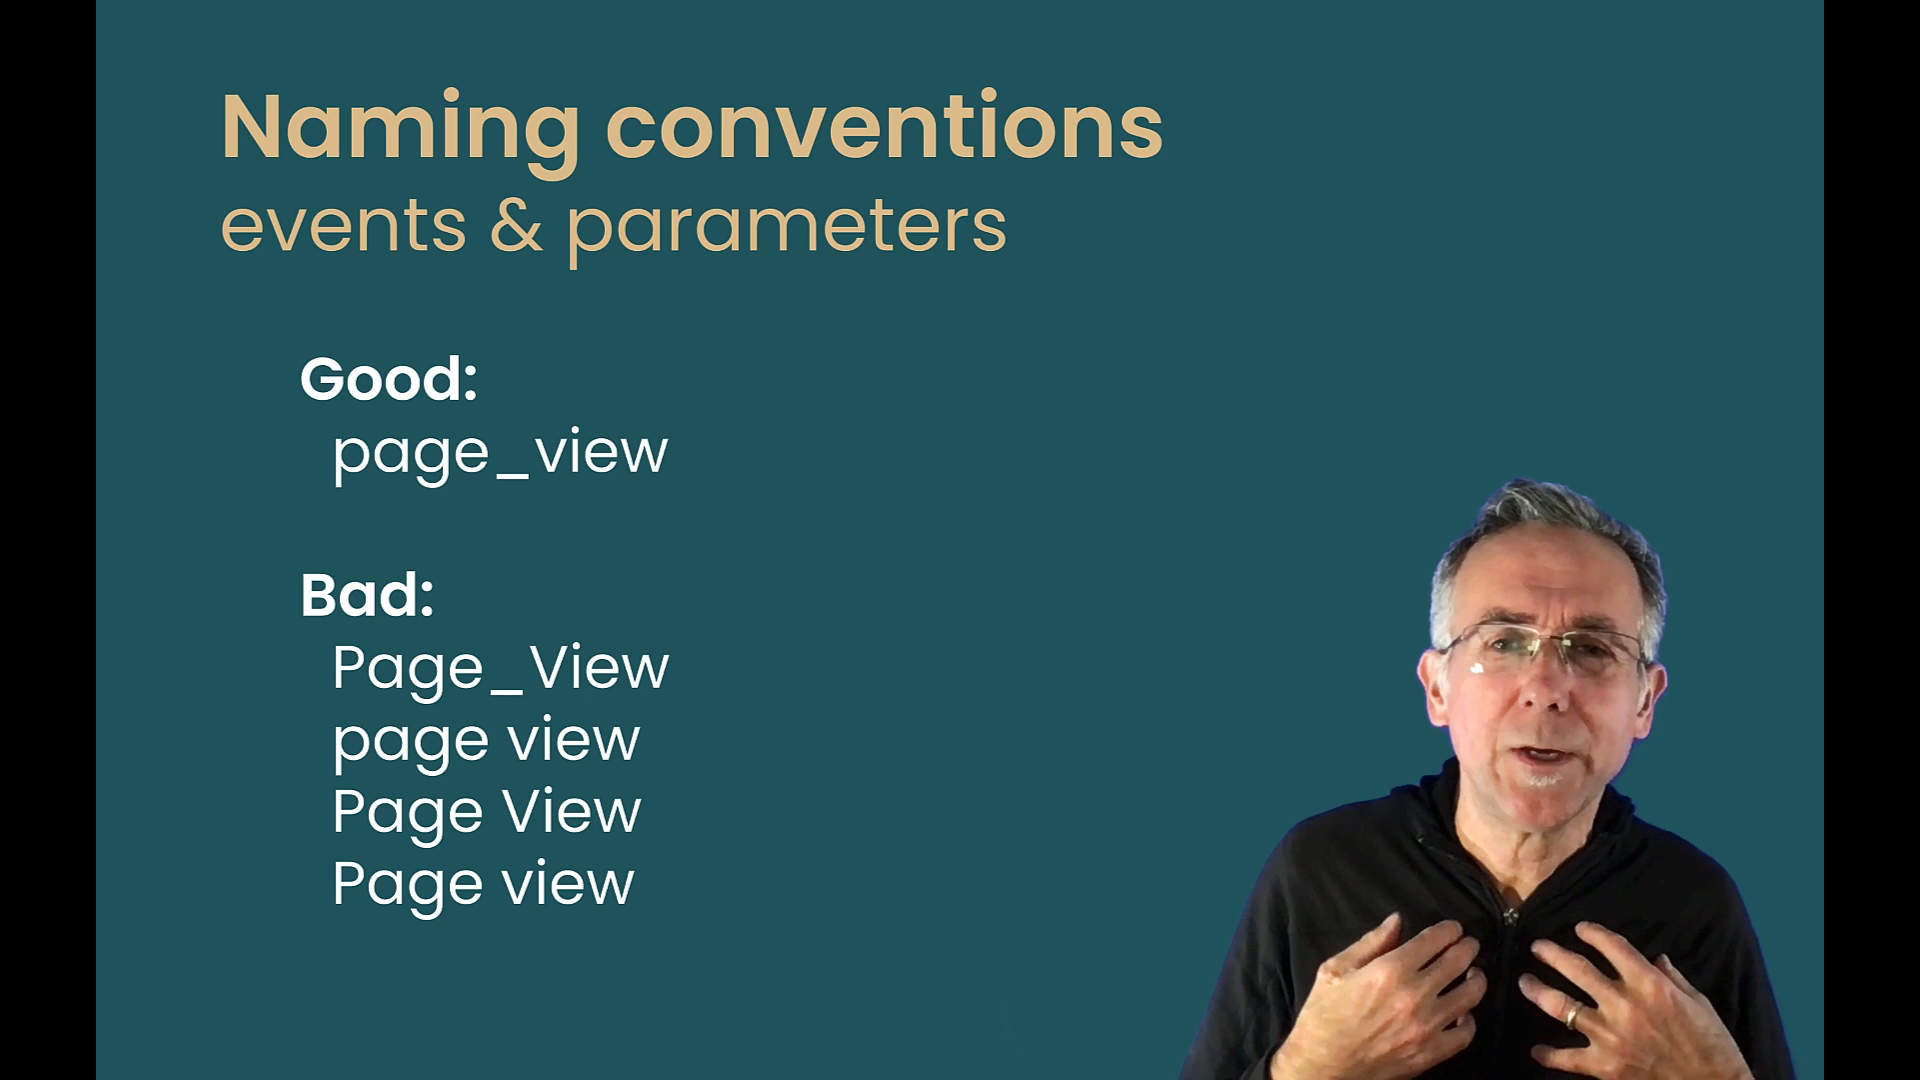 Naming conventions
events & parameters
Good:
page_view
Bad:
Page_View
page view
Page View
Page view